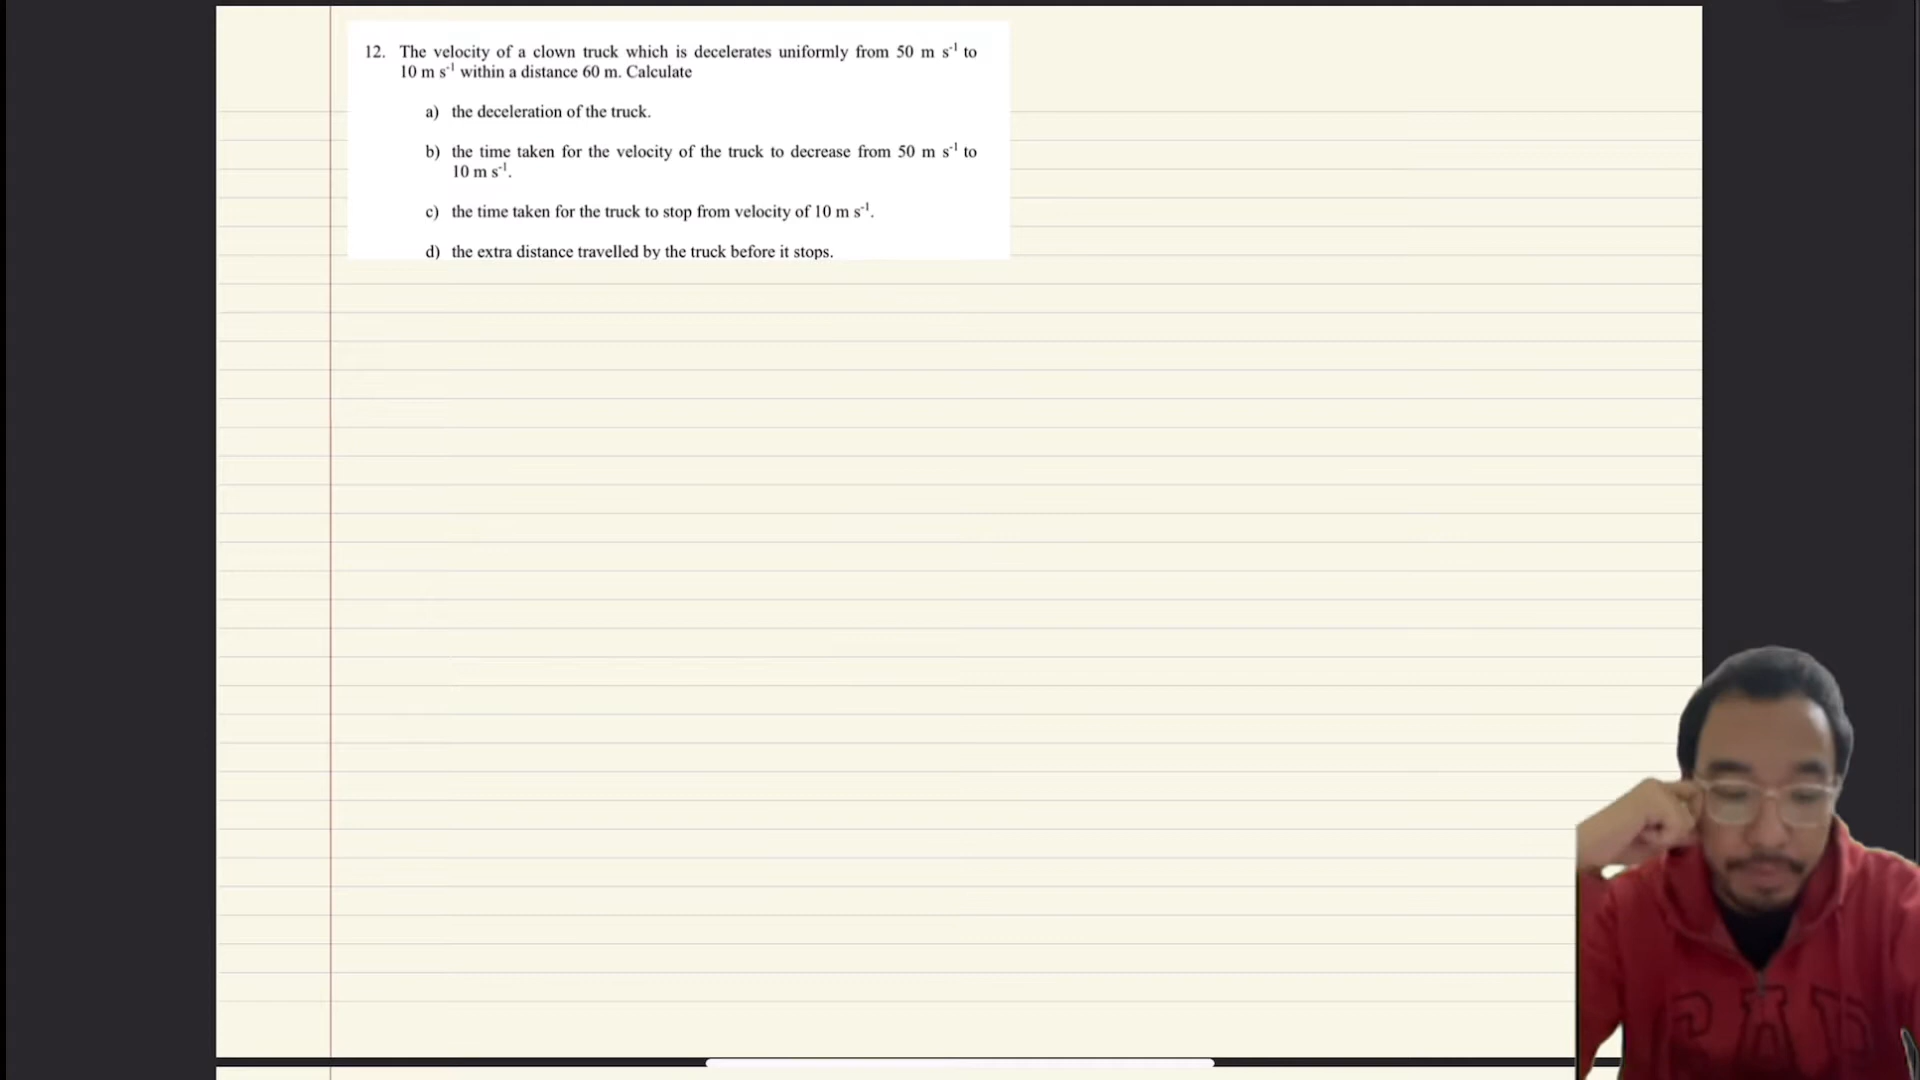 12. The velocity of a clown truck which is decelerates uniformly from 50 m s⁻¹ to
10 m s⁻¹ within a distance 60 m. Calculate
a) the deceleration of the truck.
b) the time taken for the velocity of the truck to decrease from 50 m s⁻¹ to
10 m s⁻¹.
c) the time taken for the truck to stop from velocity of 10 m s⁻¹.
d) the extra distance travelled by the truck before it stops.
GAP